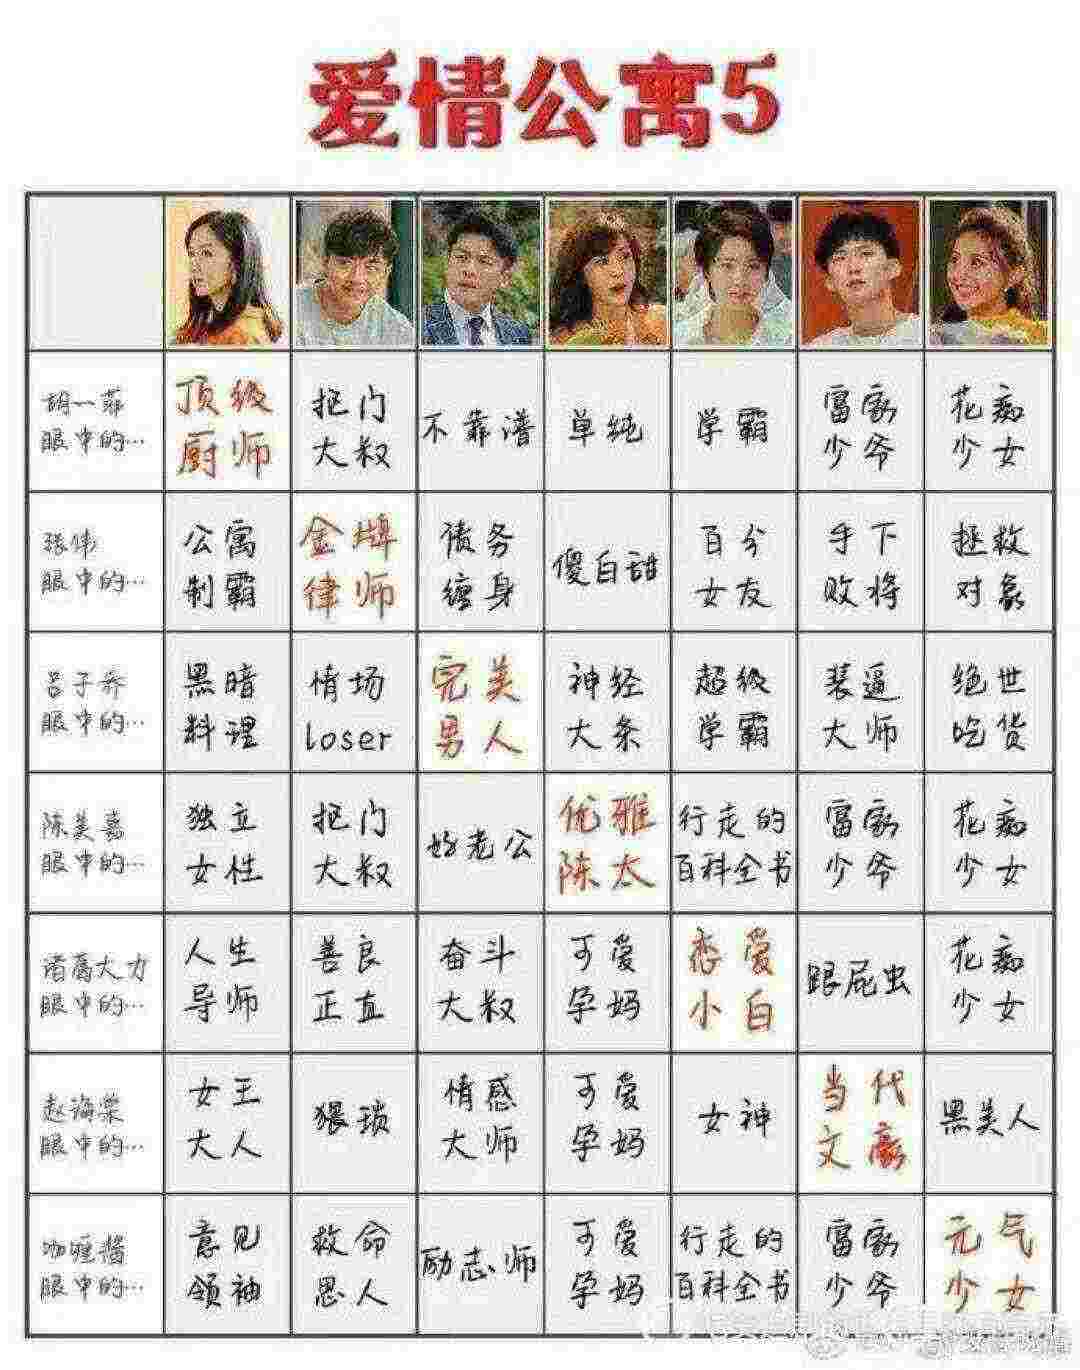 爱情公寓5
胡一菲
眼中的…
顶级
厨师
把门
大叔
不靠谱
单纯
学霸
富家
少爷
花痴
少女
张伟
眼中的…
公寓
制霸
金牌
律师
债务
缠身
傻白甜
百分
女友
手下
败将
拯救
对象
吕子乔
眼中的…
黑暗
料理
情场
loser
完美
男人
神经
大条
超级
学霸
装逼
大师
绝世
吃货
陈美嘉
眼中的…
独立
女性
把门
大叔
好老公
优雅
陈太
行走的
百科全书
富家
少爷
花痴
少女
诸葛大力
眼中的…
人生
导师
善良
正直
奋斗
大叔
可爱
孕妈
恋爱
小白
跟屁虫
花痴
少女
赵海棠
眼中的…
女王
大人
猥琐
情感
大师
可爱
孕妈
女神
当代
文豪
黑美人
咖喱酱
眼中的…
意见
领袖
救命
恩人
励志师
可爱
孕妈
行走的
百科全书
富家
少爷
元气
少女